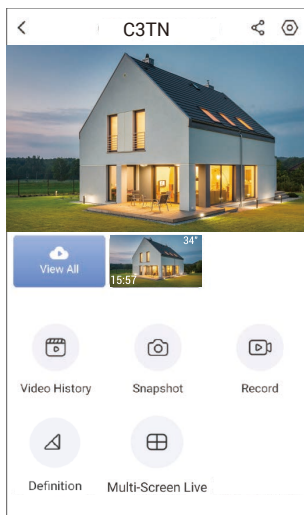 C3TN
View All
34"
15:57
Video History
Snapshot
Record
Definition
Multi-Screen Live